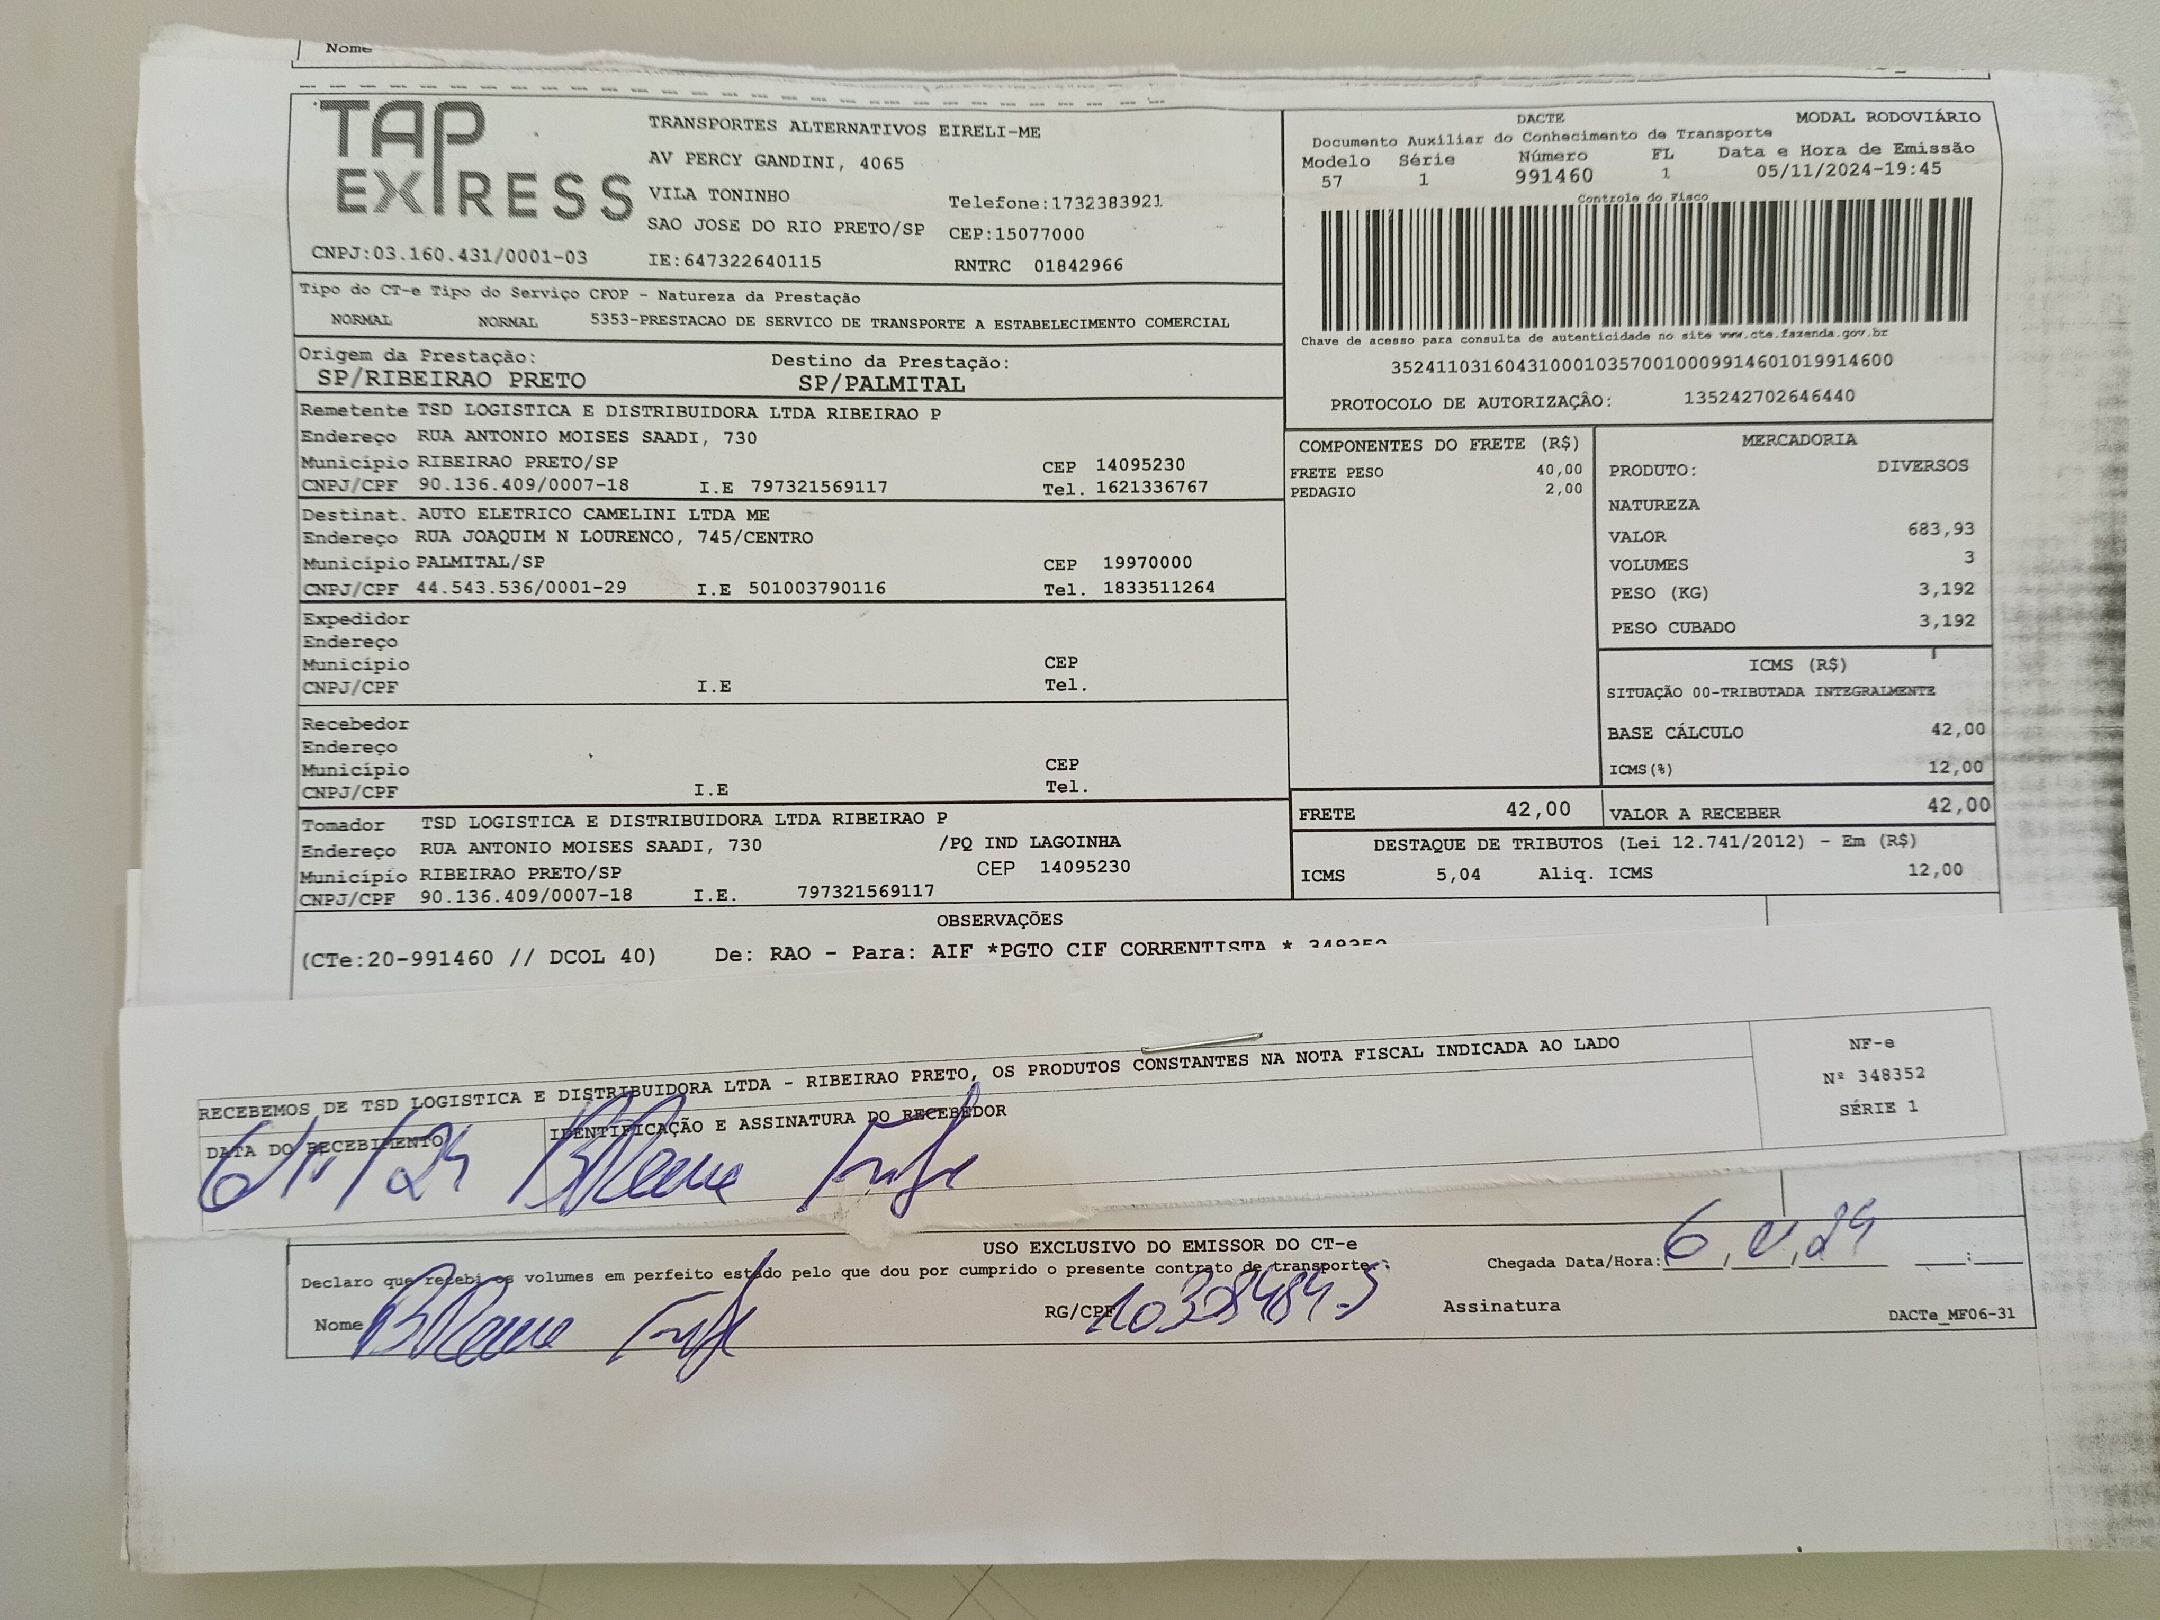 Nome
TAP EXPRESS
TRANSPORTES ALTERNATIVOS EIRELI-ME
AV PERCY GANDINI, 4065
VILA TONINHO Telefone:1732383921
SAO JOSE DO RIO PRETO/SP CEP:15077000
CNPJ:03.160.431/0001-03 IE:647322640115 RNTRC 01842966
DACTE MODAL RODOVIÁRIO
Documento Auxiliar do Conhecimento de Transporte
Modelo Série Número FL Data e Hora de Emissão
57 1 991460 1 05/11/2024-19:45
Controle do Fisco
Chave de acesso para consulta de autenticidade no site www.cte.fazenda.gov.br
35241103160431000103570010009914601019914600
PROTOCOLO DE AUTORIZAÇÃO: 135242702646440
Tipo do CT-e Tipo do Serviço CFOP - Natureza da Prestação
NORMAL NORMAL 5353-PRESTACAO DE SERVICO DE TRANSPORTE A ESTABELECIMENTO COMERCIAL
Origem da Prestação: Destino da Prestação:
SP/RIBEIRAO PRETO SP/PALMITAL
Remetente TSD LOGISTICA E DISTRIBUIDORA LTDA RIBEIRAO P
Endereço RUA ANTONIO MOISES SAADI, 730
Município RIBEIRAO PRETO/SP CEP 14095230
CNPJ/CPF 90.136.409/0007-18 I.E 797321569117 Tel. 1621336767
Destinat. AUTO ELETRICO CAMELINI LTDA ME
Endereço RUA JOAQUIM N LOURENCO, 745/CENTRO
Município PALMITAL/SP CEP 19970000
CNPJ/CPF 44.543.536/0001-29 I.E 501003790116 Tel. 1833511264
Expedidor
Endereço
Município CEP
CNPJ/CPF I.E Tel.
Recebedor
Endereço
Município CEP
CNPJ/CPF I.E Tel.
Tomador TSD LOGISTICA E DISTRIBUIDORA LTDA RIBEIRAO P
Endereço RUA ANTONIO MOISES SAADI, 730 /PQ IND LAGOINHA
Município RIBEIRAO PRETO/SP CEP 14095230
CNPJ/CPF 90.136.409/0007-18 I.E. 797321569117
COMPONENTES DO FRETE (R$)
FRETE PESO 40,00
PEDAGIO 2,00
MERCADORIA
PRODUTO: DIVERSOS
NATUREZA
VALOR 683,93
VOLUMES 3
PESO (KG) 3,192
PESO CUBADO 3,192
ICMS (R$)
SITUAÇÃO 00-TRIBUTADA INTEGRALMENTE
BASE CÁLCULO 42,00
ICMS(%) 12,00
FRETE 42,00 VALOR A RECEBER 42,00
DESTAQUE DE TRIBUTOS (Lei 12.741/2012) - Em (R$)
ICMS 5,04 Aliq. ICMS 12,00
OBSERVAÇÕES
(CTe:20-991460 // DCOL 40) De: RAO - Para: AIF *PGTO CIF CORRENTISTA * 348352
RECEBEMOS DE TSD LOGISTICA E DISTRIBUIDORA LTDA - RIBEIRAO PRETO, OS PRODUTOS CONSTANTES NA NOTA FISCAL INDICADA AO LADO
DATA DO RECEBIMENTO IDENTIFICAÇÃO E ASSINATURA DO RECEBEDOR
6/11/24
NF-e
Nº 348352
SÉRIE 1
USO EXCLUSIVO DO EMISSOR DO CT-e
Declaro que recebi os volumes em perfeito estado pelo que dou por cumprido o presente contrato de transporte.
Chegada Data/Hora: 6/11/24 :
Nome RG/CPF Assinatura
DACTe_MF06-31